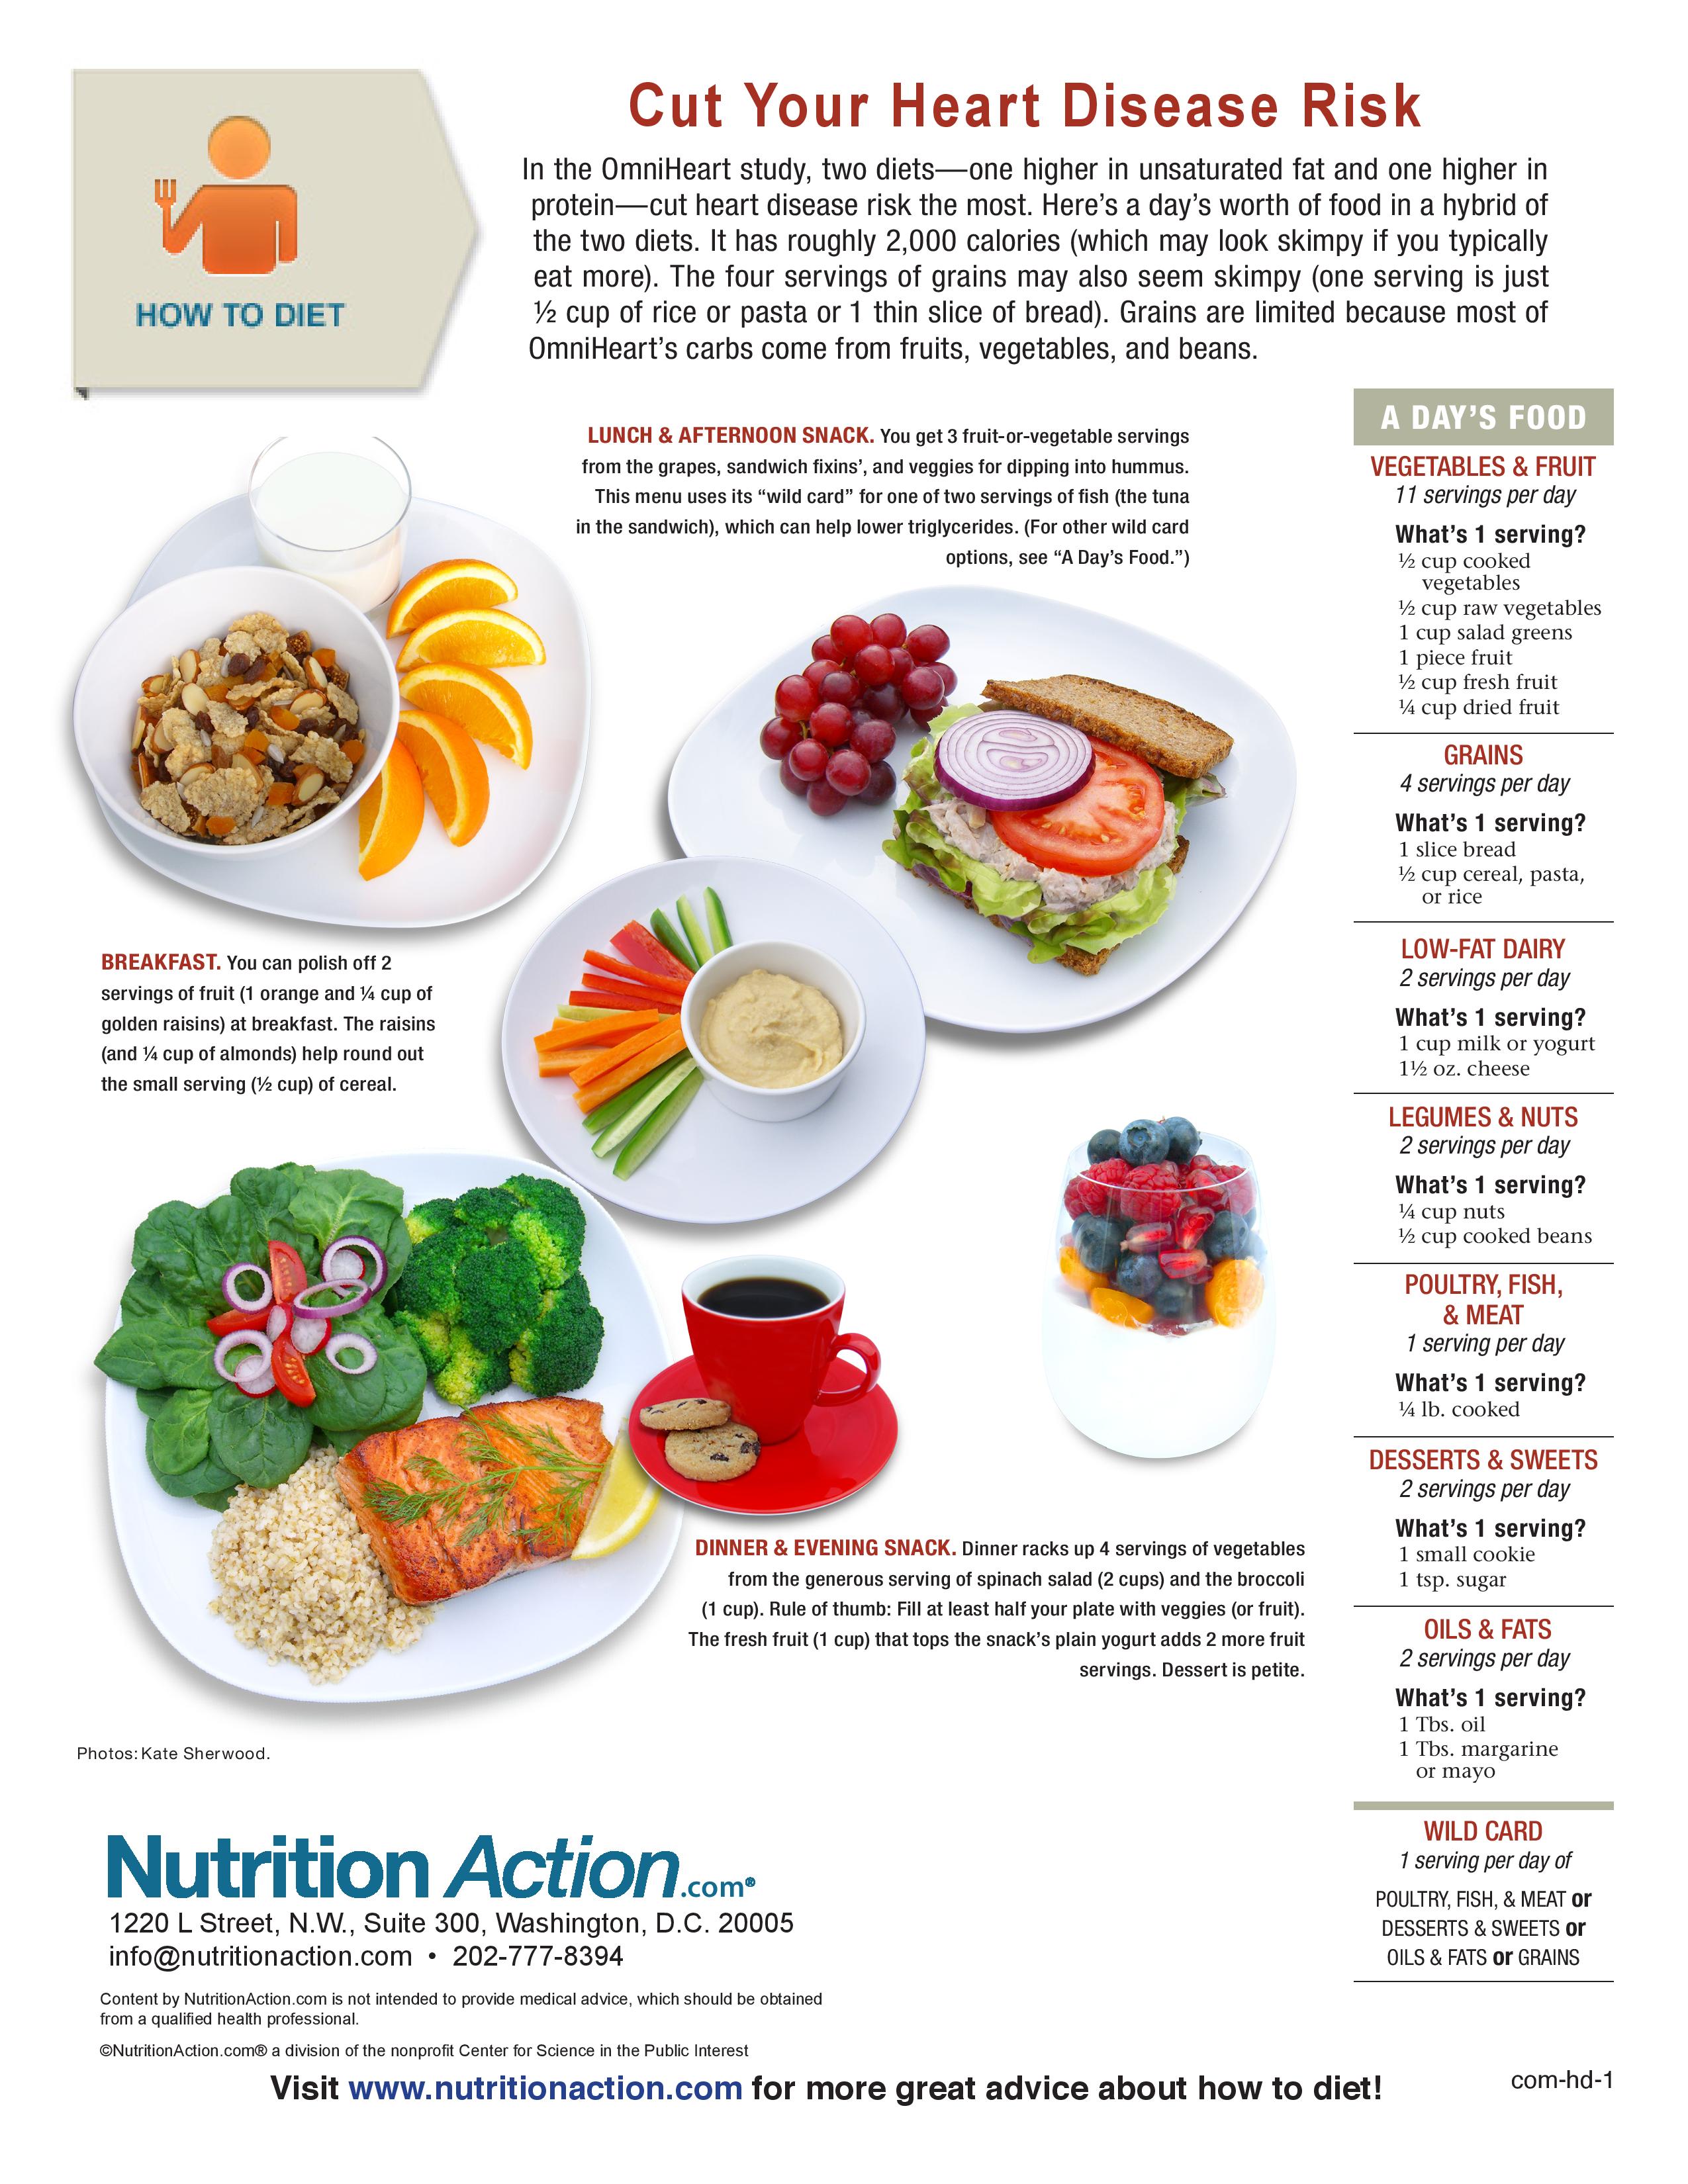 Cut Your Heart Disease Risk
In the OmniHeart study, two diets—one higher in unsaturated fat and one higher in
protein—cut heart disease risk the most. Here’s a day’s worth of food in a hybrid of
the two diets. It has roughly 2,000 calories (which may look skimpy if you typically
eat more). The four servings of grains may also seem skimpy (one serving is just
½ cup of rice or pasta or 1 thin slice of bread). Grains are limited because most of
OmniHeart’s carbs come from fruits, vegetables, and beans.
HOW TO DIET
LUNCH & AFTERNOON SNACK. You get 3 fruit-or-vegetable servings
from the grapes, sandwich fixins’, and veggies for dipping into hummus.
This menu uses its “wild card” for one of two servings of fish (the tuna
in the sandwich), which can help lower triglycerides. (For other wild card
options, see “A Day’s Food.”)
BREAKFAST. You can polish off 2
servings of fruit (1 orange and ¼ cup of
golden raisins) at breakfast. The raisins
(and ¼ cup of almonds) help round out
the small serving (½ cup) of cereal.
DINNER & EVENING SNACK. Dinner racks up 4 servings of vegetables
from the generous serving of spinach salad (2 cups) and the broccoli
(1 cup). Rule of thumb: Fill at least half your plate with veggies (or fruit).
The fresh fruit (1 cup) that tops the snack’s plain yogurt adds 2 more fruit
servings. Dessert is petite.
A DAY’S FOOD
VEGETABLES & FRUIT
11 servings per day
What’s 1 serving?
½ cup cooked
vegetables
½ cup raw vegetables
1 cup salad greens
1 piece fruit
½ cup fresh fruit
¼ cup dried fruit
GRAINS
4 servings per day
What’s 1 serving?
1 slice bread
½ cup cereal, pasta,
or rice
LOW-FAT DAIRY
2 servings per day
What’s 1 serving?
1 cup milk or yogurt
1½ oz. cheese
LEGUMES & NUTS
2 servings per day
What’s 1 serving?
¼ cup nuts
½ cup cooked beans
POULTRY, FISH,
& MEAT
1 serving per day
What’s 1 serving?
¼ lb. cooked
DESSERTS & SWEETS
2 servings per day
What’s 1 serving?
1 small cookie
1 tsp. sugar
OILS & FATS
2 servings per day
What’s 1 serving?
1 Tbs. oil
1 Tbs. margarine
or mayo
WILD CARD
1 serving per day of
POULTRY, FISH, & MEAT or
DESSERTS & SWEETS or
OILS & FATS or GRAINS
Photos: Kate Sherwood.
Nutrition Action.com®
1220 L Street, N.W., Suite 300, Washington, D.C. 20005
info@nutritionaction.com • 202-777-8394
Content by NutritionAction.com is not intended to provide medical advice, which should be obtained
from a qualified health professional.
©NutritionAction.com® a division of the nonprofit Center for Science in the Public Interest
Visit www.nutritionaction.com for more great advice about how to diet!
com-hd-1